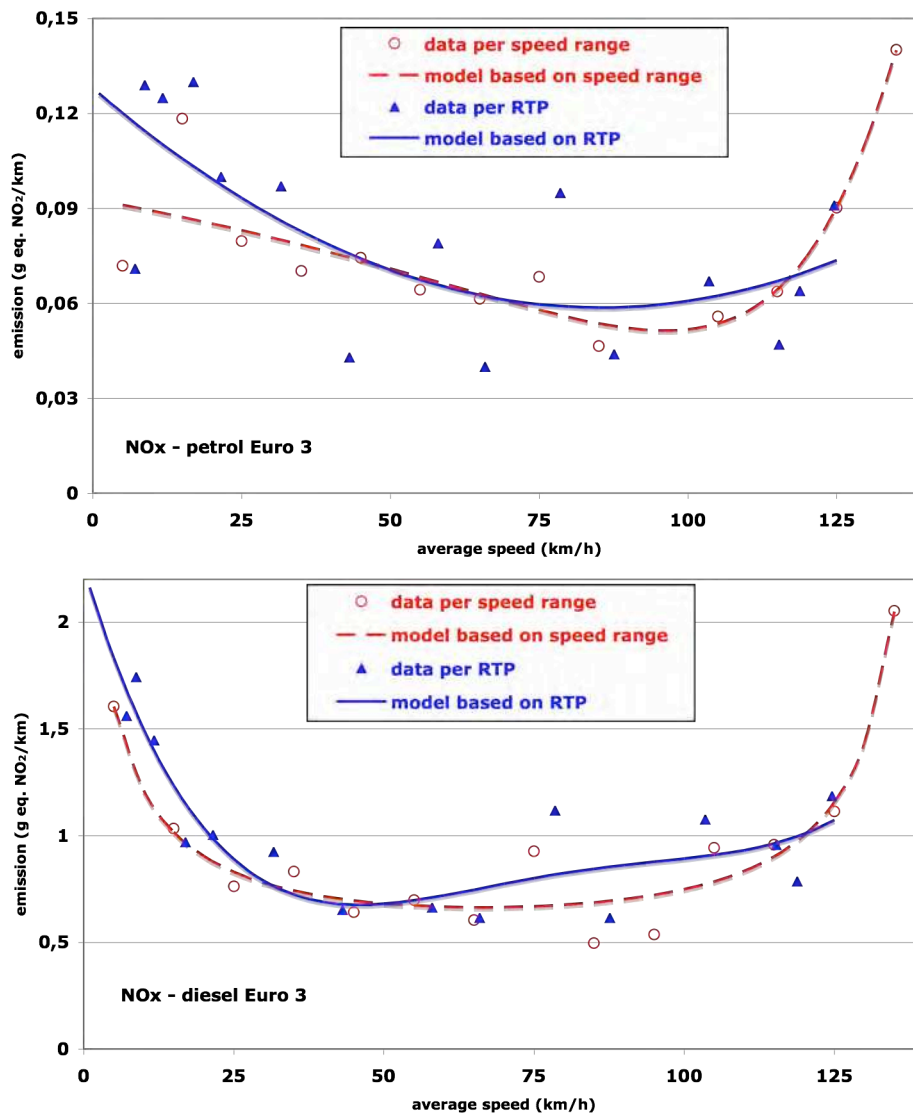 0,15
0,12
0,09
0,06
0,03
0
emission (g eq. NO₂/km)
data per speed range
model based on speed range
data per RTP
model based on RTP
NOx - petrol Euro 3
0 25 50 75 100 125
average speed (km/h)
2
1,5
1
0,5
0
emission (g eq. NO₂/km)
data per speed range
model based on speed range
data per RTP
model based on RTP
NOx - diesel Euro 3
0 25 50 75 100 125
average speed (km/h)